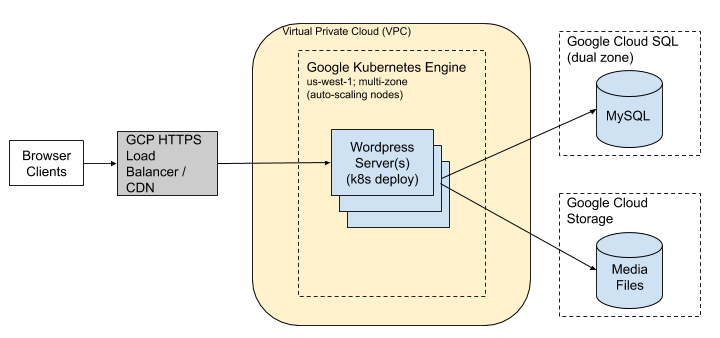 Virtual Private Cloud (VPC)
Google Kubernetes Engine
us-west-1; multi-zone
(auto-scaling nodes)
Browser
Clients
GCP HTTPS
Load
Balancer /
CDN
Wordpress
Server(s)
(k8s deploy)
Google Cloud SQL
(dual zone)
MySQL
Google Cloud
Storage
Media
Files